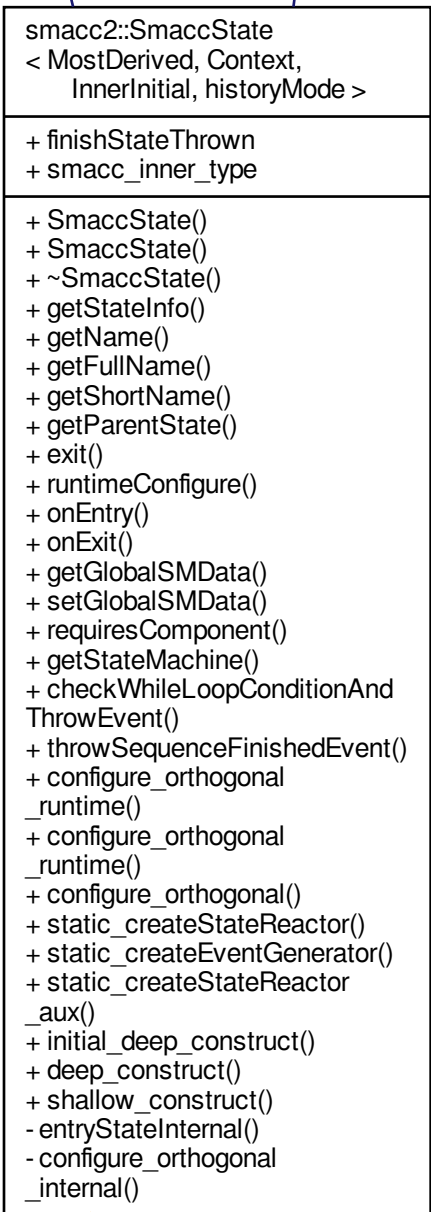 smacc2::SmaccState
< MostDerived, Context,
InnerInitial, historyMode >
+ finishStateThrown
+ smacc_inner_type
+ SmaccState()
+ SmaccState()
+ ~SmaccState()
+ getStateInfo()
+ getName()
+ getFullName()
+ getShortName()
+ getParentState()
+ exit()
+ runtimeConfigure()
+ onEntry()
+ onExit()
+ getGlobalSMData()
+ setGlobalSMData()
+ requiresComponent()
+ getStateMachine()
+ checkWhileLoopConditionAnd
ThrowEvent()
+ throwSequenceFinishedEvent()
+ configure_orthogonal
_runtime()
+ configure_orthogonal
_runtime()
+ configure_orthogonal()
+ static_createStateReactor()
+ static_createEventGenerator()
+ static_createStateReactor
_aux()
+ initial_deep_construct()
+ deep_construct()
+ shallow_construct()
- entryStateInternal()
- configure_orthogonal
_internal()